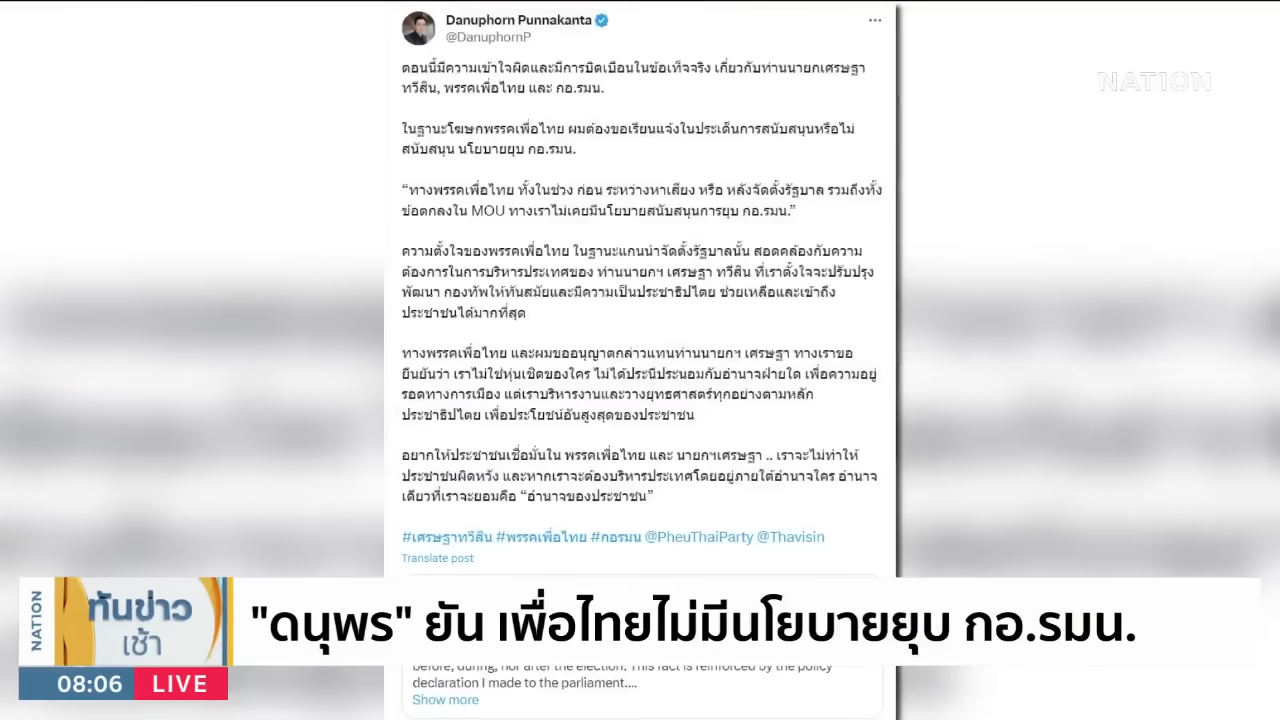 Danuphorn Punnakanta
@DanuphornP
ตอนนี้มีความเข้าใจผิดและมีการบิดเบือนในข้อเท็จจริง เกี่ยวกับท่านนายกเศรษฐา
ทวีสิน, พรรคเพื่อไทย และ กอ.รมน.
ในฐานะโฆษกพรรคเพื่อไทย ผมต้องขอเรียนแจ้งในประเด็นการสนับสนุนหรือไม่
สนับสนุน นโยบายยุบ กอ.รมน.
“ทางพรรคเพื่อไทย ทั้งในช่วง ก่อน ระหว่างหาเสียง หรือ หลังจัดตั้งรัฐบาล รวมถึงทั้ง
ข้อตกลงใน MOU ทางเราไม่เคยมีนโยบายสนับสนุนการยุบ กอ.รมน.”
ความตั้งใจของพรรคเพื่อไทย ในฐานะแกนนำจัดตั้งรัฐบาลนั้น สอดคล้องกับความ
ต้องการในการบริหารประเทศของ ท่านนายกฯ เศรษฐา ทวีสิน ที่เราตั้งใจจะปรับปรุง
พัฒนา กองทัพให้ทันสมัยและมีความเป็นประชาธิปไตย ช่วยเหลือและเข้าถึง
ประชาชนได้มากที่สุด
ทางพรรคเพื่อไทย และผมขออนุญาตกล่าวแทนท่านนายกฯ เศรษฐา ทางเราขอ
ยืนยันว่า เราไม่ใช่หุ่นเชิดของใคร ไม่ได้ประนีประนอมกับอำนาจฝ่ายใด เพื่อความอยู่
รอดทางการเมือง แต่เราบริหารงานและวางยุทธศาสตร์ทุกอย่างตามหลัก
ประชาธิปไตย เพื่อประโยชน์อันสูงสุดของประชาชน
อยากให้ประชาชนเชื่อมั่นใน พรรคเพื่อไทย และ นายกฯเศรษฐา .. เราจะไม่ทำให้
ประชาชนผิดหวัง และหากเราจะต้องบริหารประเทศโดยอยู่ภายใต้อำนาจใคร อำนาจ
เดียวที่เราจะยอมคือ “อำนาจของประชาชน”
#เศรษฐาทวีสิน #พรรคเพื่อไทย #กอรมน @PheuThaiParty @Thavisin
Translate post
before, during, nor after the election. This fact is reinforced by the policy
declaration I made to the parliament....
Show more
NATION
NATION
ทันข่าว
เช้า
"ดนุพร" ยัน เพื่อไทยไม่มีนโยบายยุบ กอ.รมน.
08:06 LIVE